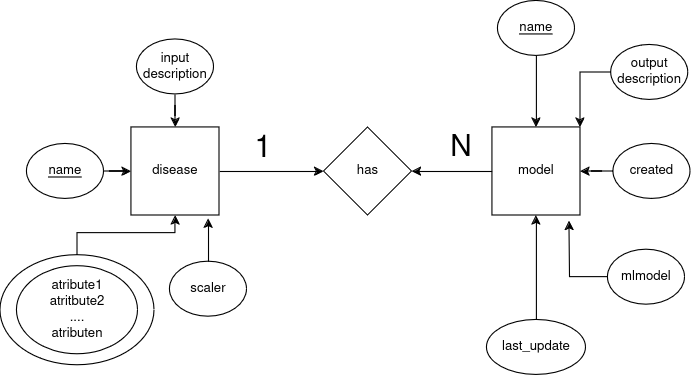 name
input
description
output
description
1
N
name
disease
has
model
created
atribute1
atritbute2
....
atributen
scaler
mlmodel
last_update